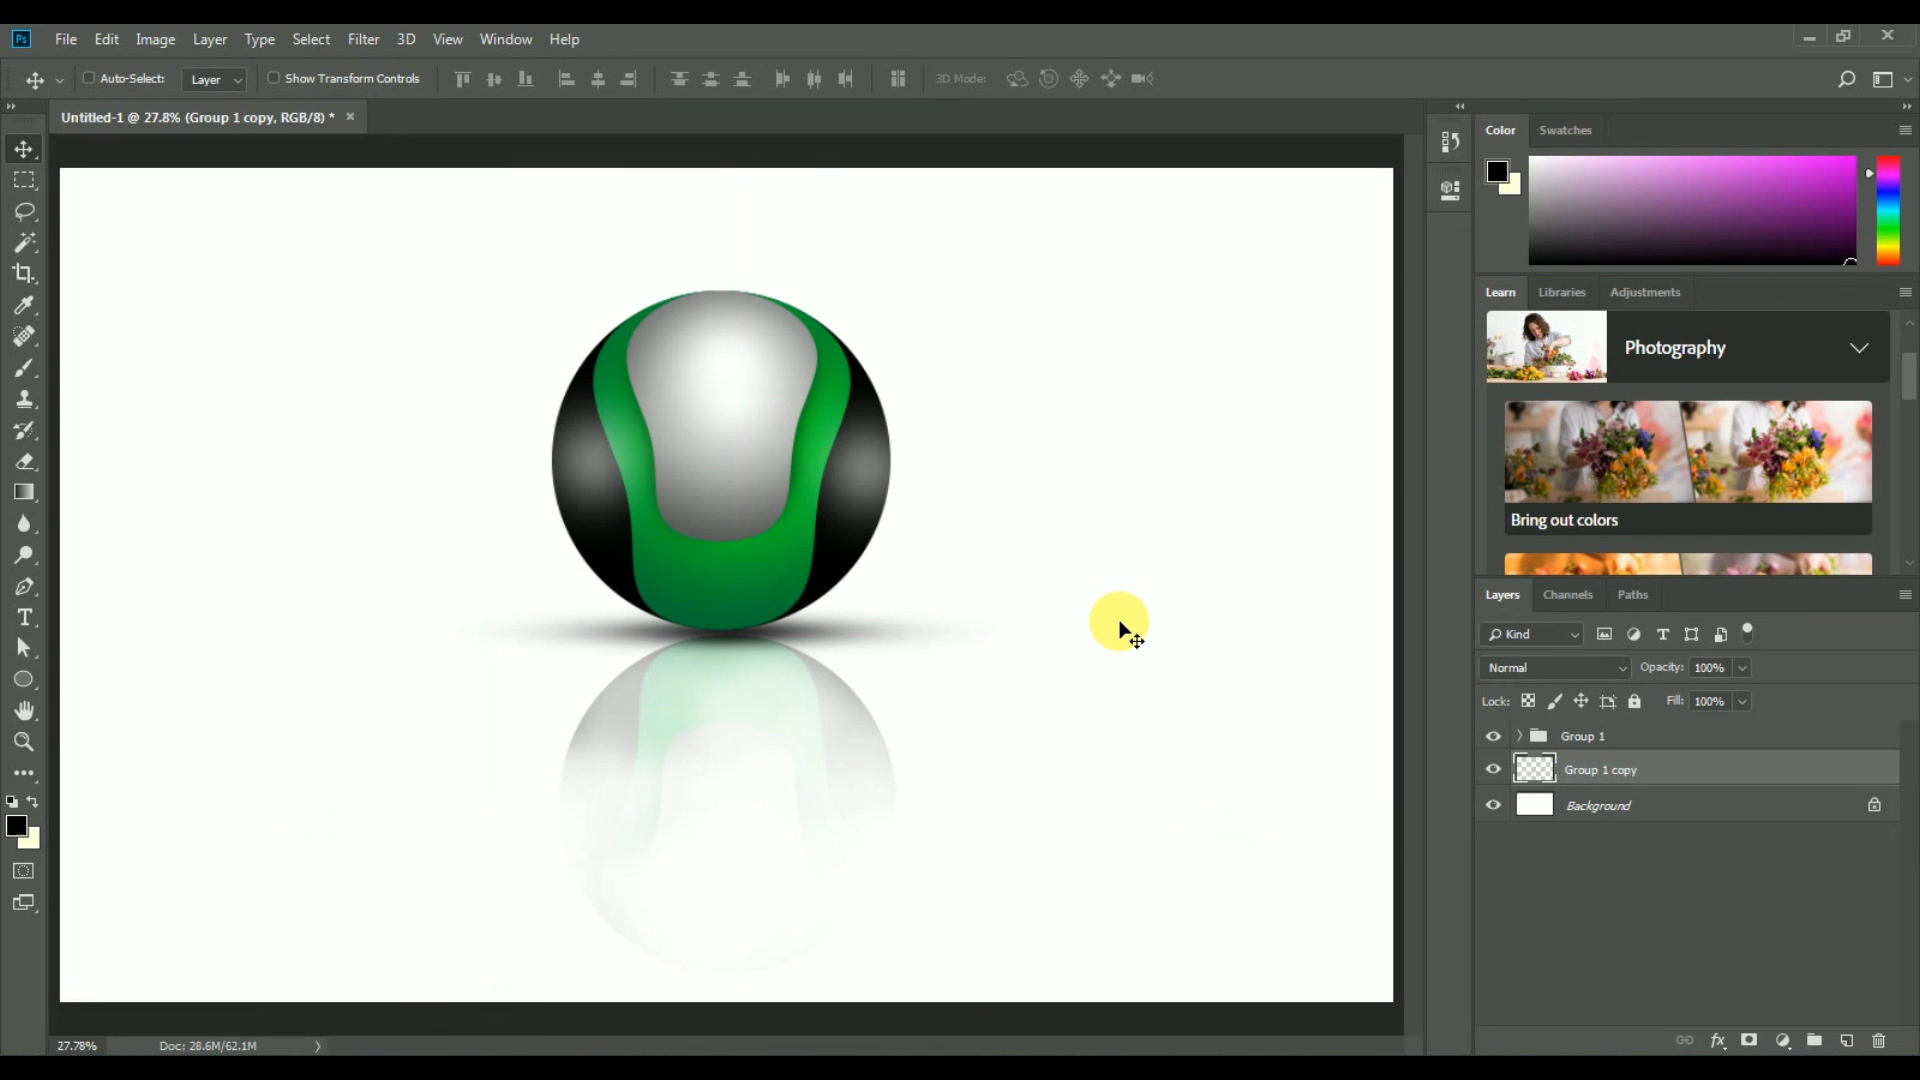 Ps File Edit Image Layer Type Select Filter 3D View Window Help
Auto-Select: Layer Show Transform Controls 3D Mode:
Untitled-1 @ 27.8% (Group 1 copy, RGB/8) *
Color Swatches
Learn Libraries Adjustments
Photography
Bring out colors
Layers Channels Paths
Kind
Normal Opacity: 100%
Lock: Fill: 100%
Group 1
Group 1 copy
Background
fx
27.78% Doc: 28.6M/62.1M